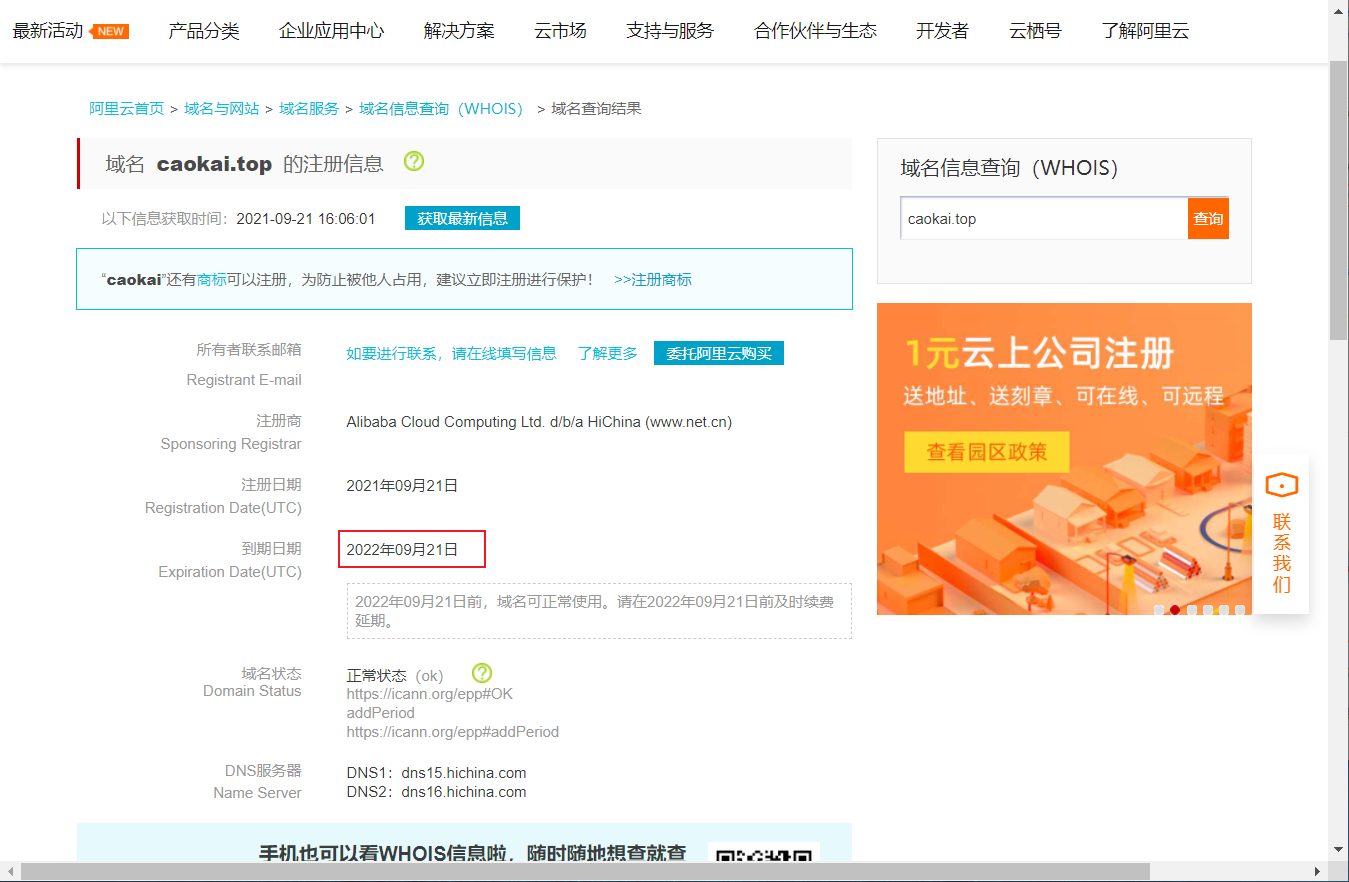 最新活动 NEW 产品分类 企业应用中心 解决方案 云市场 支持与服务 合作伙伴与生态 开发者 云栖号 了解阿里云
阿里云首页 > 域名与网站 > 域名服务 > 域名信息查询（WHOIS） > 域名查询结果
域名 caokai.top 的注册信息
以下信息获取时间：2021-09-21 16:06:01 获取最新信息
“caokai”还有商标可以注册，为防止被他人占用，建议立即注册进行保护！ >>注册商标
所有者联系邮箱
Registrant E-mail
如要进行联系，请在线填写信息 了解更多 委托阿里云购买
注册商
Sponsoring Registrar
Alibaba Cloud Computing Ltd. d/b/a HiChina (www.net.cn)
注册日期
Registration Date(UTC)
2021年09月21日
到期日期
Expiration Date(UTC)
2022年09月21日
2022年09月21日前，域名可正常使用。请在2022年09月21日前及时续费
延期。
域名状态
Domain Status
正常状态（ok）
https://icann.org/epp#OK
addPeriod
https://icann.org/epp#addPeriod
DNS服务器
Name Server
DNS1：dns15.hichina.com
DNS2：dns16.hichina.com
手机也可以看WHOIS信息啦，随时随地想查就查
域名信息查询（WHOIS）
caokai.top 查询
1元云上公司注册
送地址、送刻章、可在线、可远程
查看园区政策
联系我们